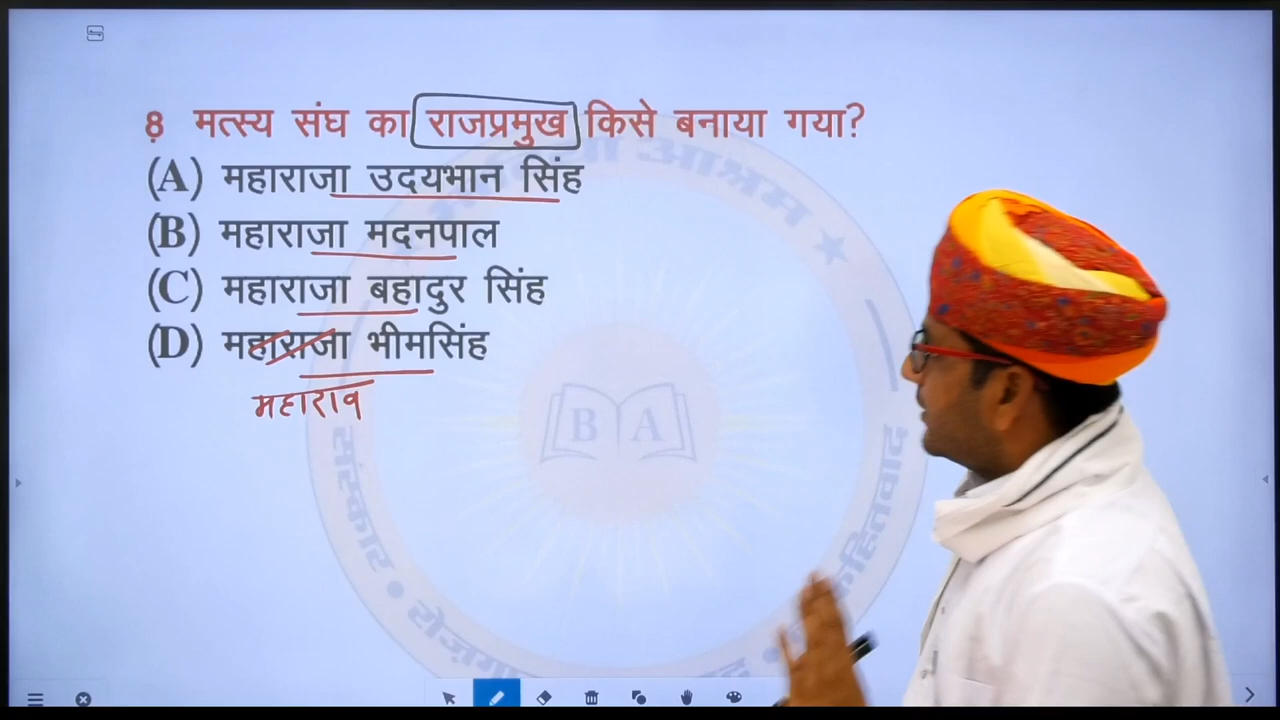 8 मत्स्य संघ का राजप्रमुख किसे बनाया गया?
(A) महाराजा उदयभान सिंह
(B) महाराजा मदनपाल
(C) महाराजा बहादुर सिंह
(D) महाराजा भीमसिंह
महाराव
B A
संस्कार